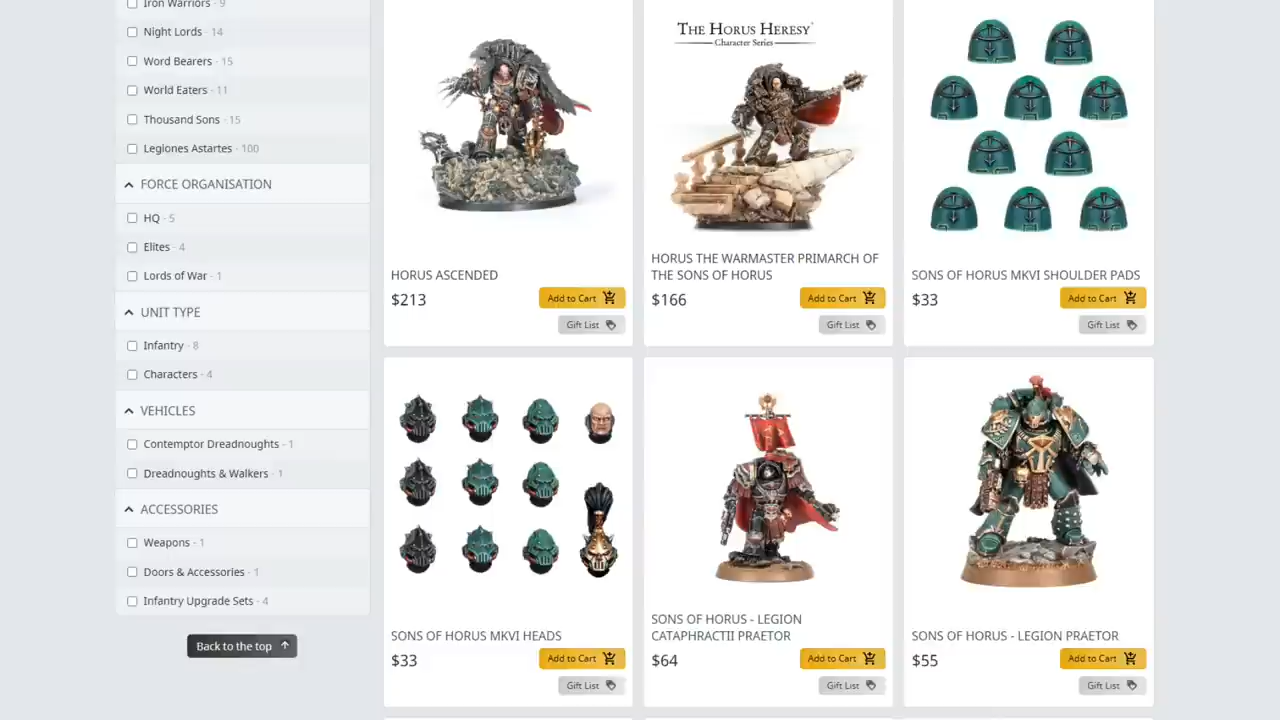 Iron Warriors - 9
Night Lords - 14
Word Bearers - 15
World Eaters - 11
Thousand Sons - 15
Legiones Astartes - 100
FORCE ORGANISATION
HQ - 5
Elites - 4
Lords of War - 1
UNIT TYPE
Infantry - 8
Characters - 4
VEHICLES
Contemptor Dreadnoughts - 1
Dreadnoughts & Walkers - 1
ACCESSORIES
Weapons - 1
Doors & Accessories - 1
Infantry Upgrade Sets - 4
Back to the top
HORUS ASCENDED
$213
Add to Cart
Gift List
THE HORUS HERESY
Character Series
HORUS THE WARMASTER PRIMARCH OF
THE SONS OF HORUS
$166
Add to Cart
Gift List
SONS OF HORUS MKVI SHOULDER PADS
$33
Add to Cart
Gift List
SONS OF HORUS MKVI HEADS
$33
Add to Cart
Gift List
SONS OF HORUS - LEGION
CATAPHRACTII PRAETOR
$64
Add to Cart
Gift List
SONS OF HORUS - LEGION PRAETOR
$55
Add to Cart
Gift List